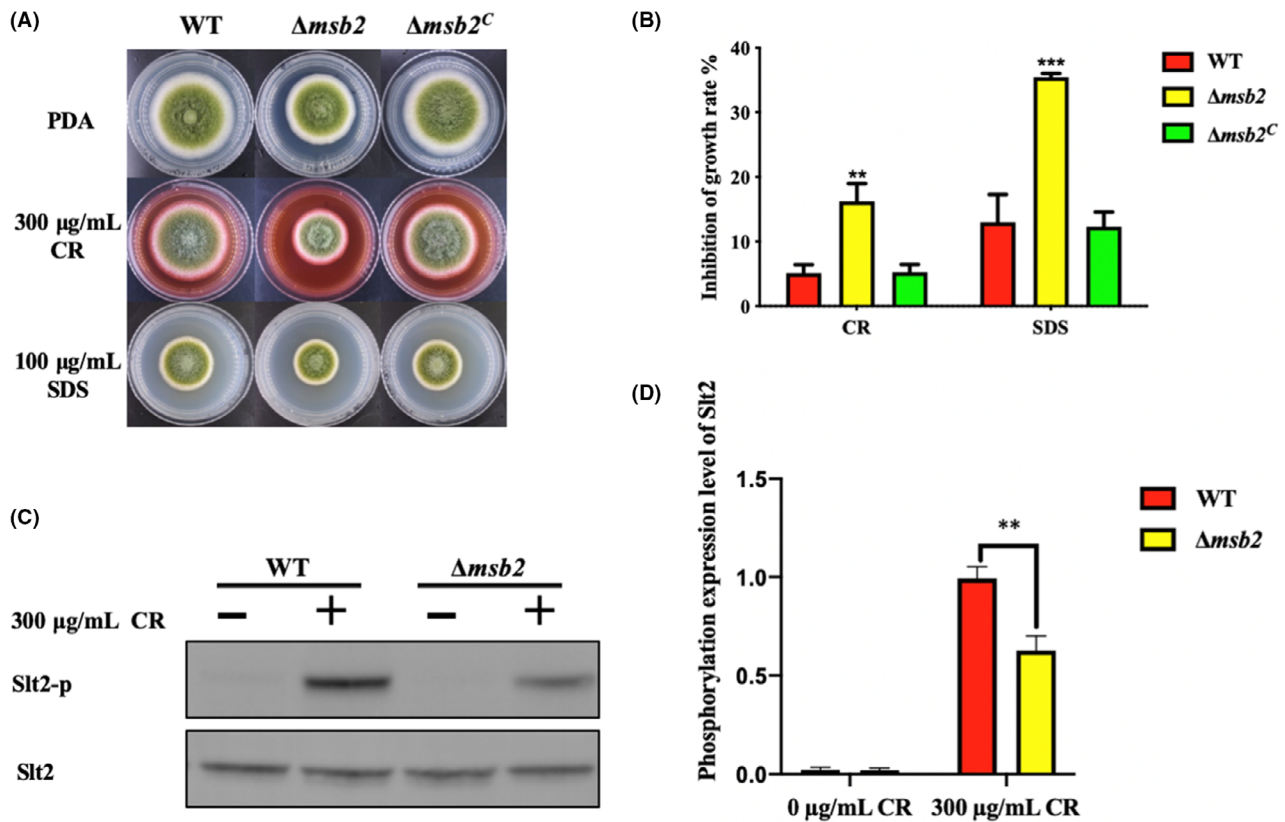 (A)
WT Δmsb2 Δmsb2C
PDA
300 µg/mL
CR
100 µg/mL
SDS
(B)
Inhibition of growth rate %
40
30
20
10
0
**
***
CR SDS
WT
Δmsb2
Δmsb2C
(C)
WT Δmsb2
300 µg/mL CR − + − +
Slt2-p
Slt2
(D)
Phosphorylation expression level of Slt2
1.5
1.0
0.5
0.0
**
0 µg/mL CR 300 µg/mL CR
WT
Δmsb2